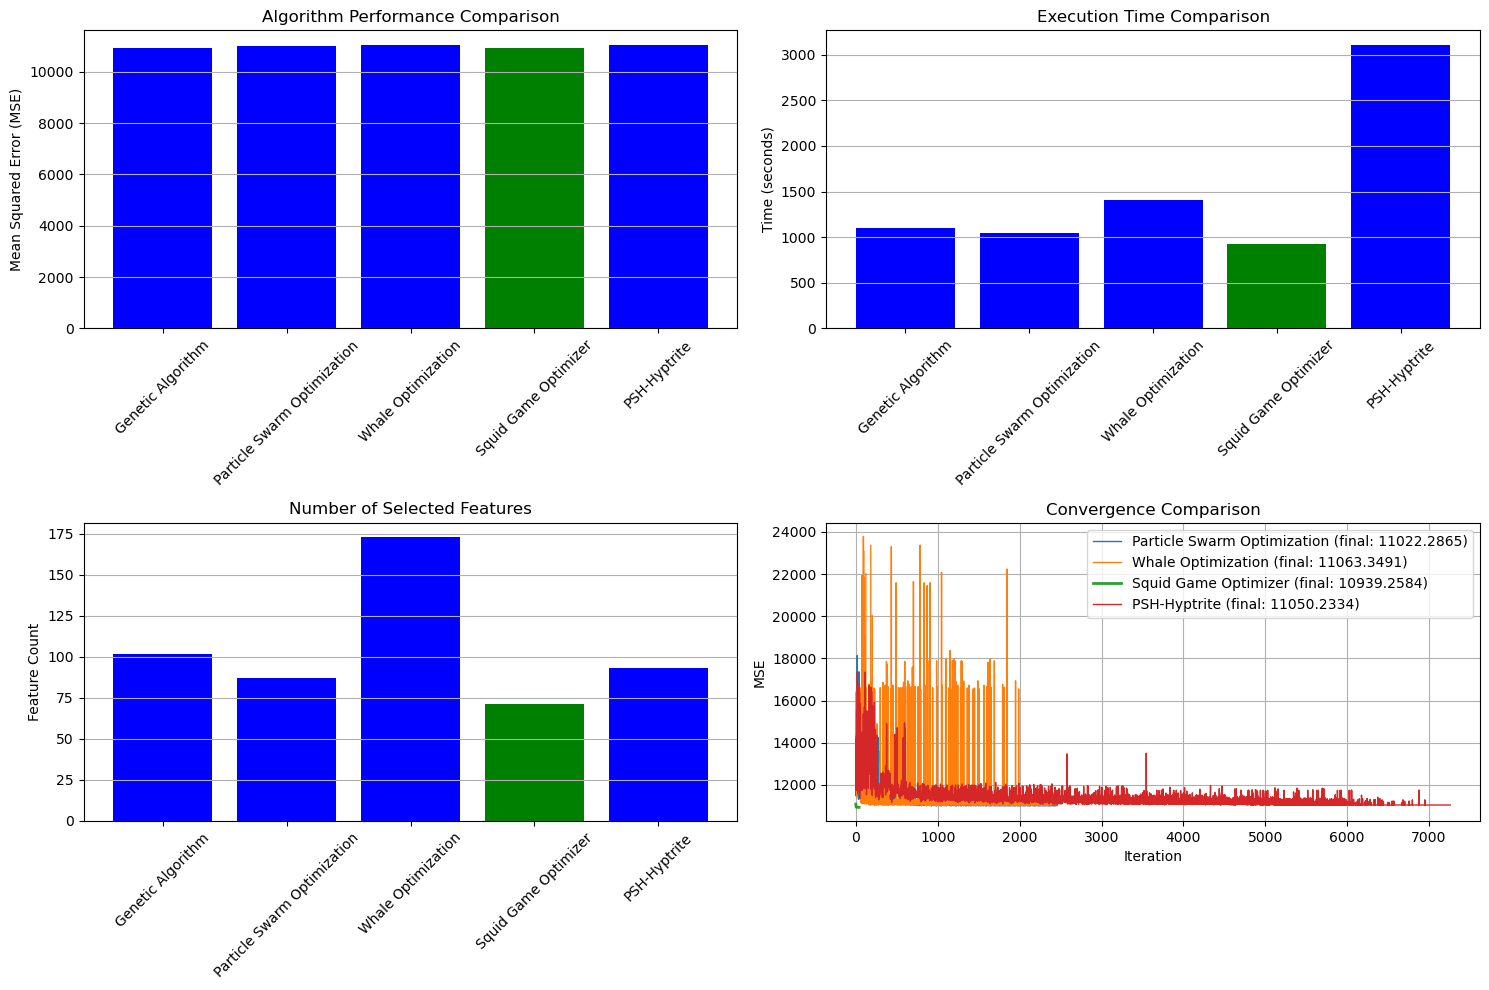 Algorithm Performance Comparison
Mean Squared Error (MSE)
10000
8000
6000
4000
2000
0
Genetic Algorithm
Particle Swarm Optimization
Whale Optimization
Squid Game Optimizer
PSH-Hyptrite
Execution Time Comparison
Time (seconds)
3000
2500
2000
1500
1000
500
0
Genetic Algorithm
Particle Swarm Optimization
Whale Optimization
Squid Game Optimizer
PSH-Hyptrite
Number of Selected Features
Feature Count
175
150
125
100
75
50
25
0
Genetic Algorithm
Particle Swarm Optimization
Whale Optimization
Squid Game Optimizer
PSH-Hyptrite
Convergence Comparison
MSE
24000
22000
20000
18000
16000
14000
12000
Particle Swarm Optimization (final: 11022.2865)
Whale Optimization (final: 11063.3491)
Squid Game Optimizer (final: 10939.2584)
PSH-Hyptrite (final: 11050.2334)
0 1000 2000 3000 4000 5000 6000 7000
Iteration